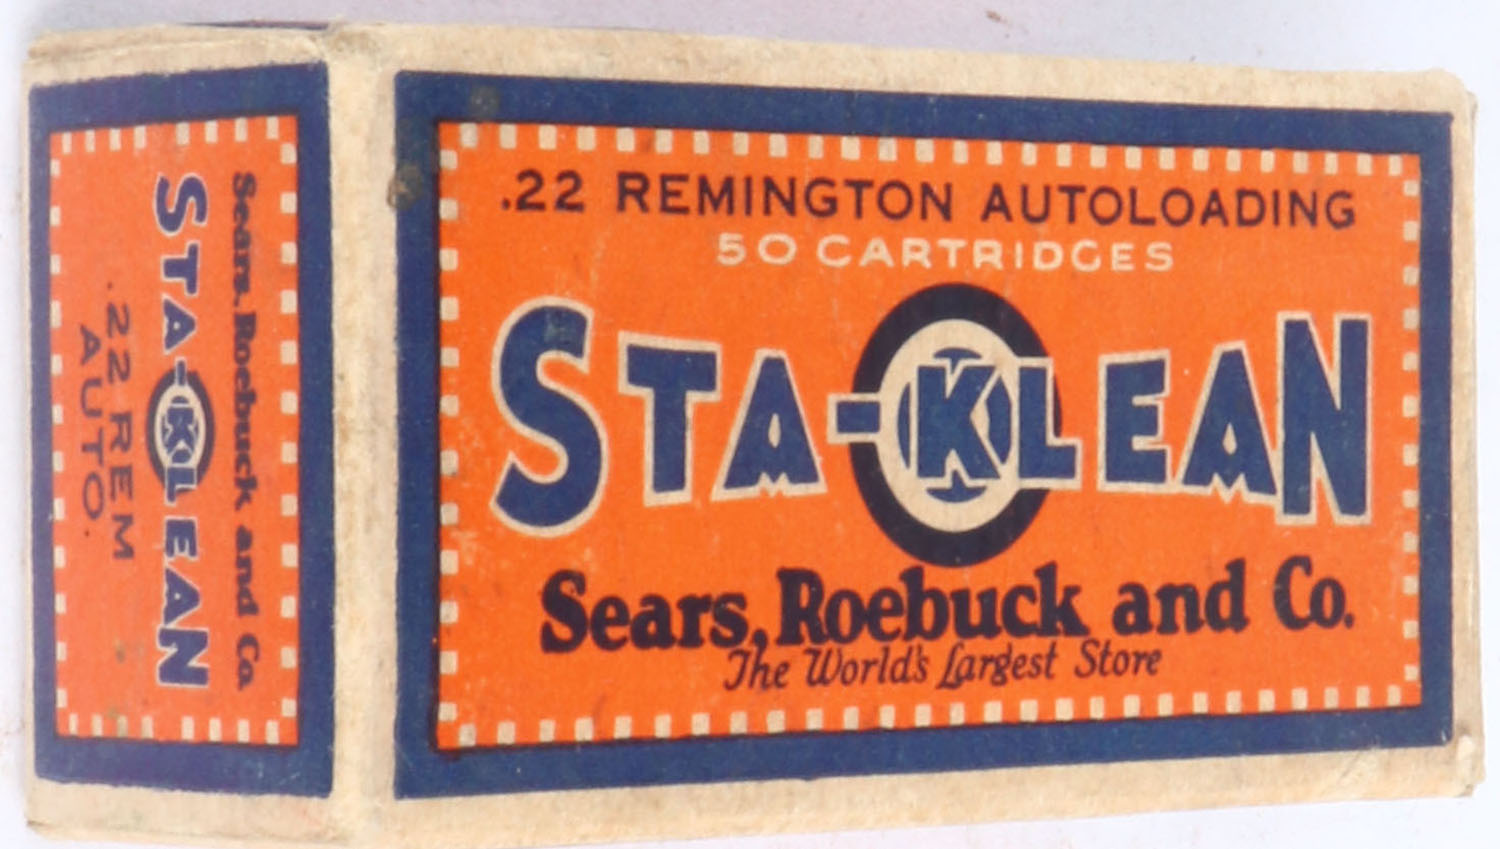 .22 REMINGTON AUTOLOADING
50 CARTRIDGES
STA-KLEAN
Sears, Roebuck and Co.
The World's Largest Store
Sears, Roebuck and Co
STA-KLEAN
.22 REM
AUTO.